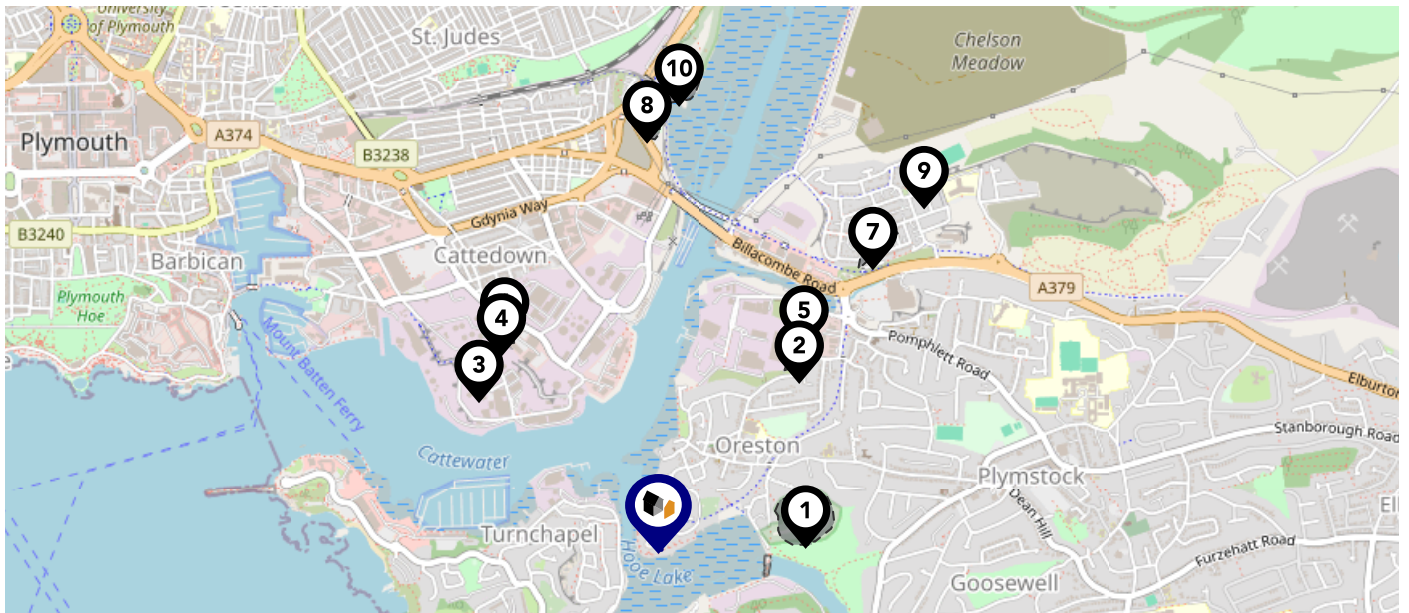 University
of Plymouth
St. Judes
Chelson
Meadow
10
8
A374
Plymouth
B3238
9
Gdynia Way
7
B3240
Cattedown
Billacombe Road
Barbican
A379
Plymouth
Hoe
4
5
Mount Batten Ferry
2
Pomphlett Road
3
Elburton
Stanborough Road
Oreston
Cattewater
Plymstock
Dean Hill
1
Turnchapel
Furzehatt Road
Hooe Lake
Goosewell